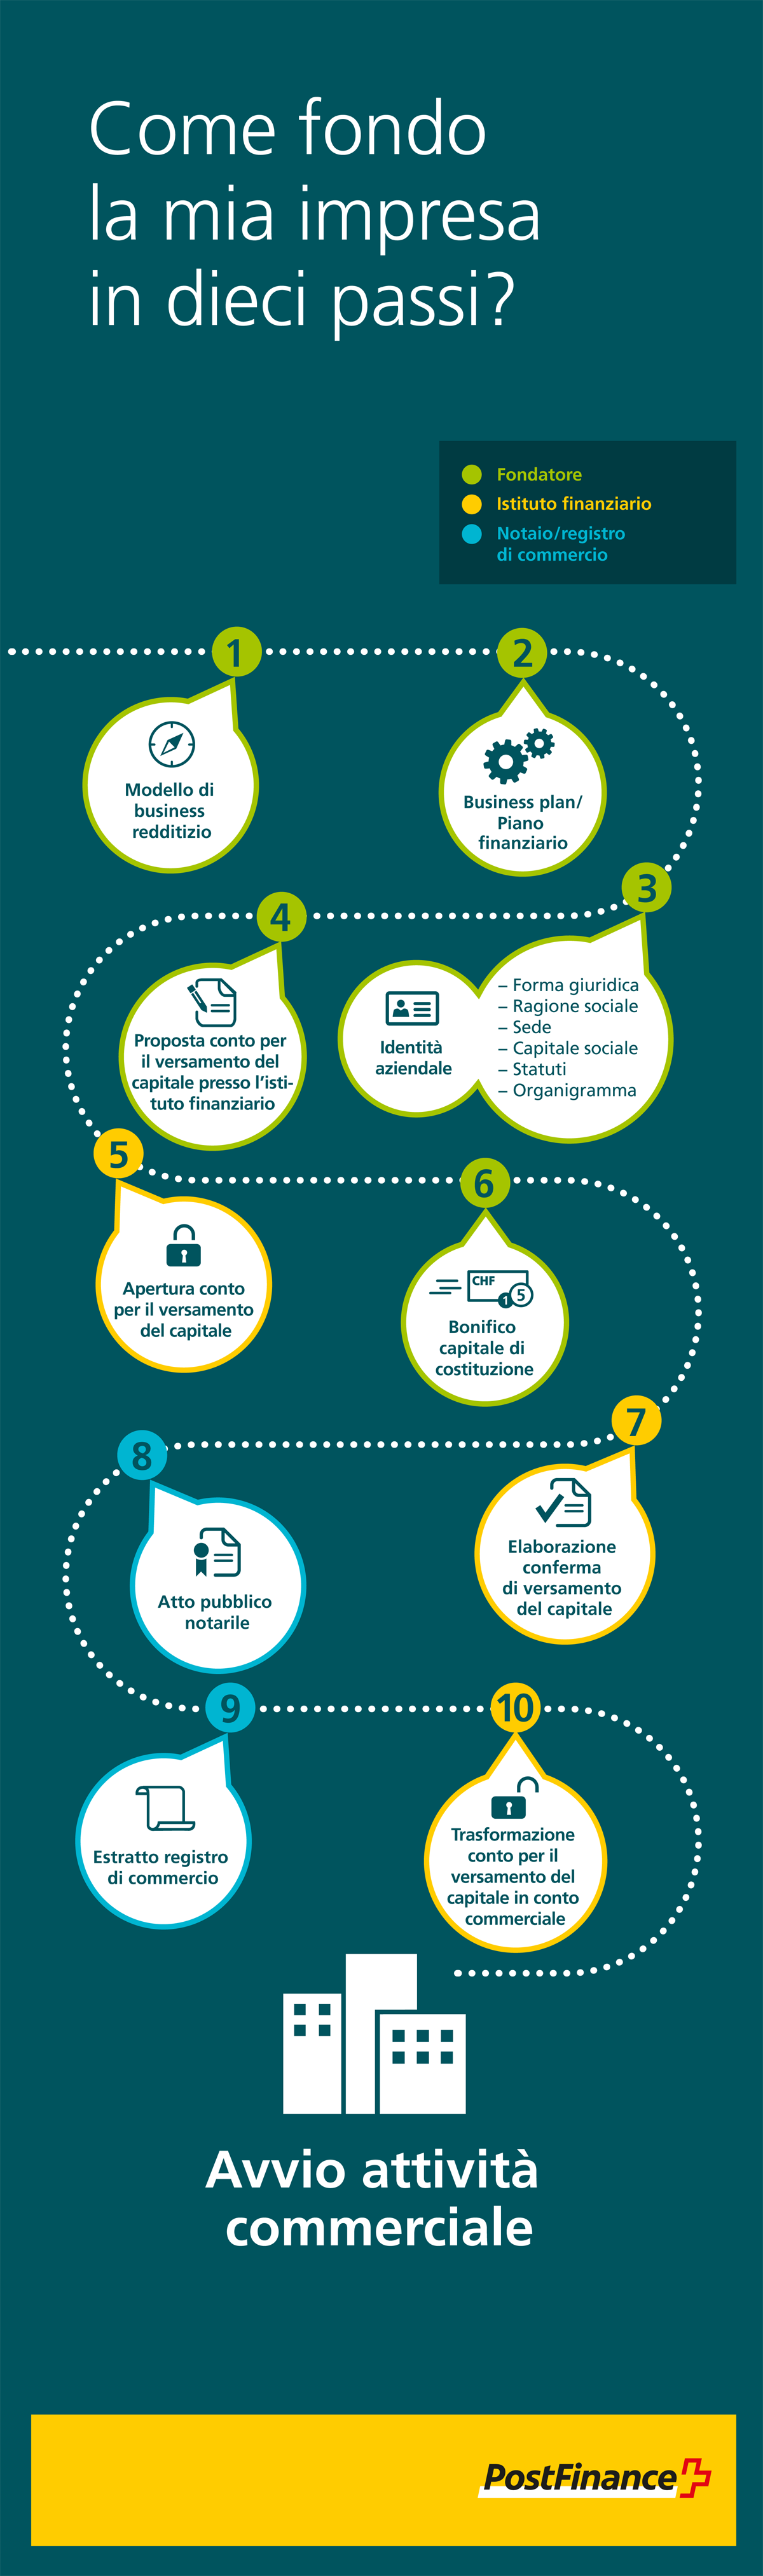 Come fondo
la mia impresa
in dieci passi?
Fondatore
Istituto finanziario
Notaio/registro
di commercio
1
Modello di
business
redditizio
2
Business plan/
Piano
finanziario
3
Identità
aziendale
– Forma giuridica
– Ragione sociale
– Sede
– Capitale sociale
– Statuti
– Organigramma
4
Proposta conto per
il versamento del
capitale presso l'isti-
tuto finanziario
5
Apertura conto
per il versamento
del capitale
6
CHF
1 5
Bonifico
capitale di
costituzione
7
Elaborazione
conferma
di versamento
del capitale
8
Atto pubblico
notarile
9
Estratto registro
di commercio
10
Trasformazione
conto per il
versamento del
capitale in conto
commerciale
Avvio attività
commerciale
PostFinance